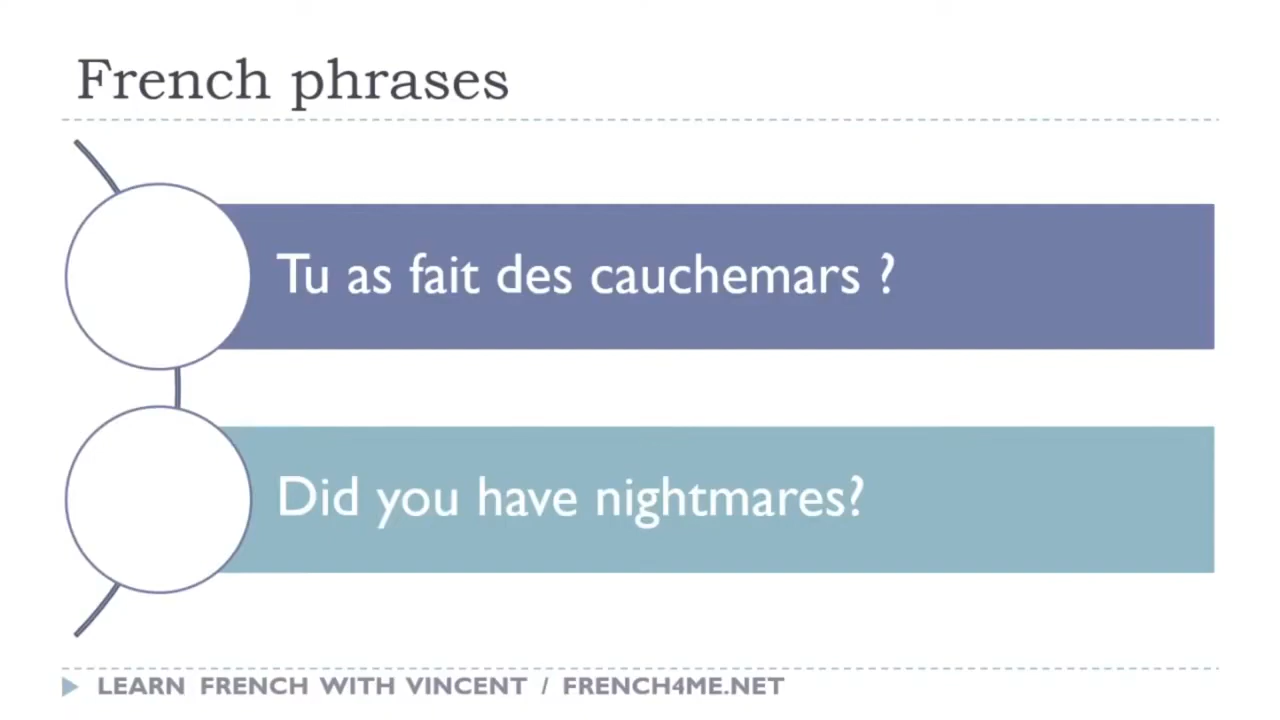 French phrases
Tu as fait des cauchemars ?
Did you have nightmares?
LEARN FRENCH WITH VINCENT / FRENCH4ME.NET